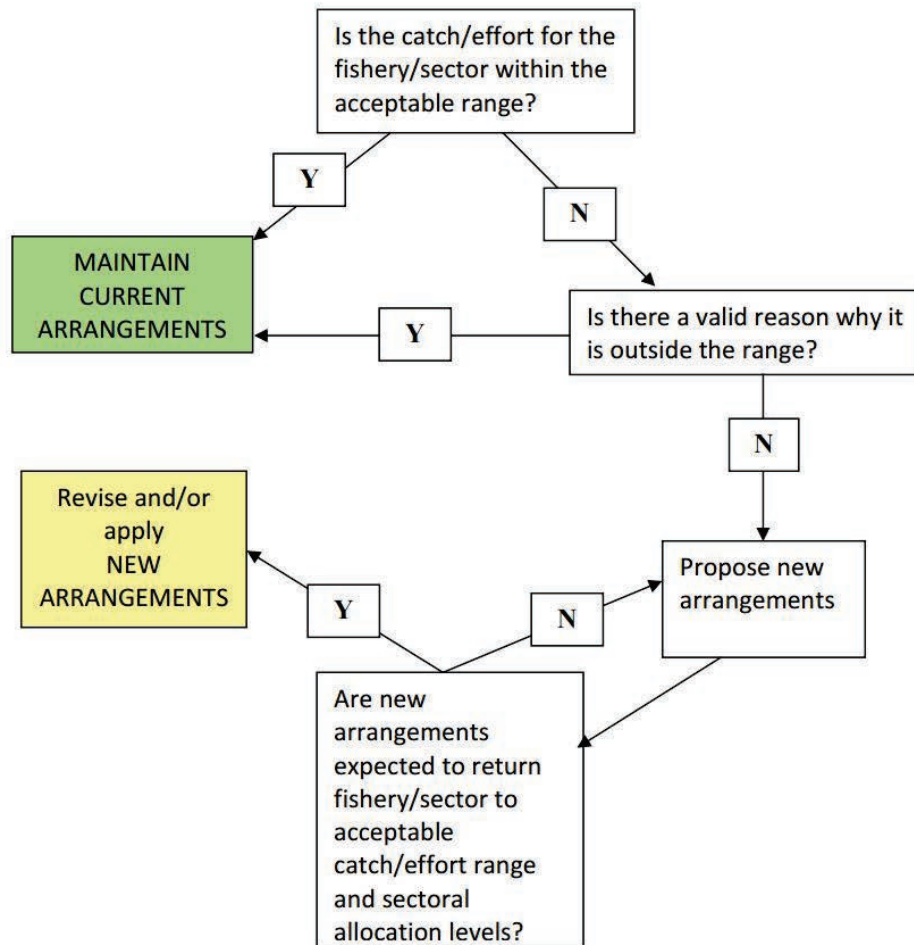 Is the catch/effort for the
fishery/sector within the
acceptable range?
Y
N
MAINTAIN
CURRENT
ARRANGEMENTS
Y
Is there a valid reason why it
is outside the range?
N
Revise and/or
apply
NEW
ARRANGEMENTS
Y
N
Propose new
arrangements
Are new
arrangements
expected to return
fishery/sector to
acceptable
catch/effort range
and sectoral
allocation levels?